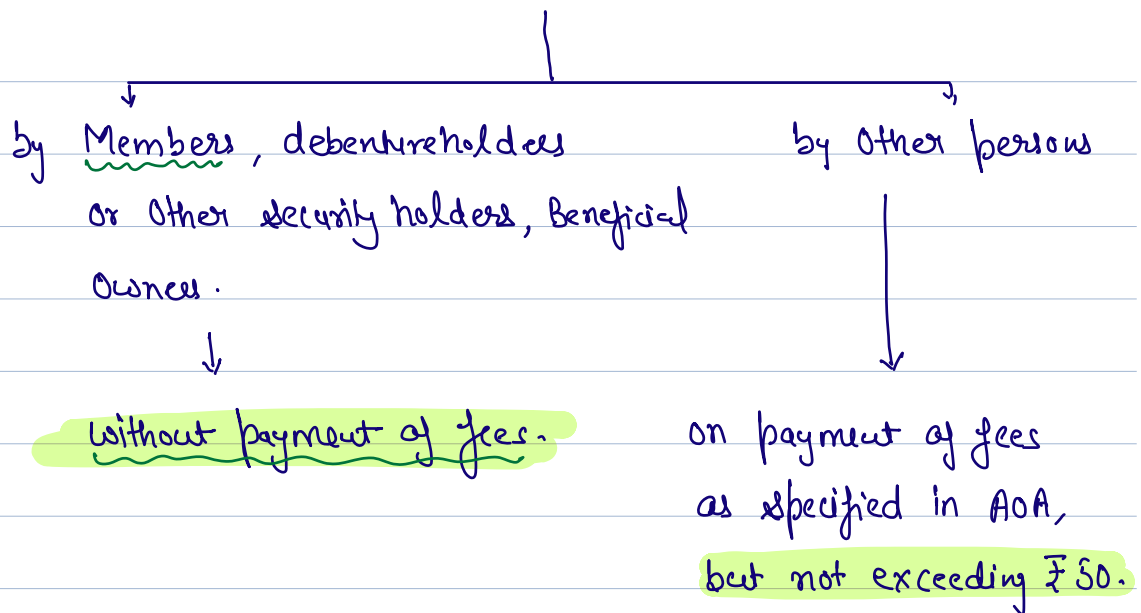 by Members, debentureholders
or Other security holders, Beneficial
Owners.
without payment of fees.
by Other persons
on payment of fees
as specified in AOA,
but not exceeding ₹50.